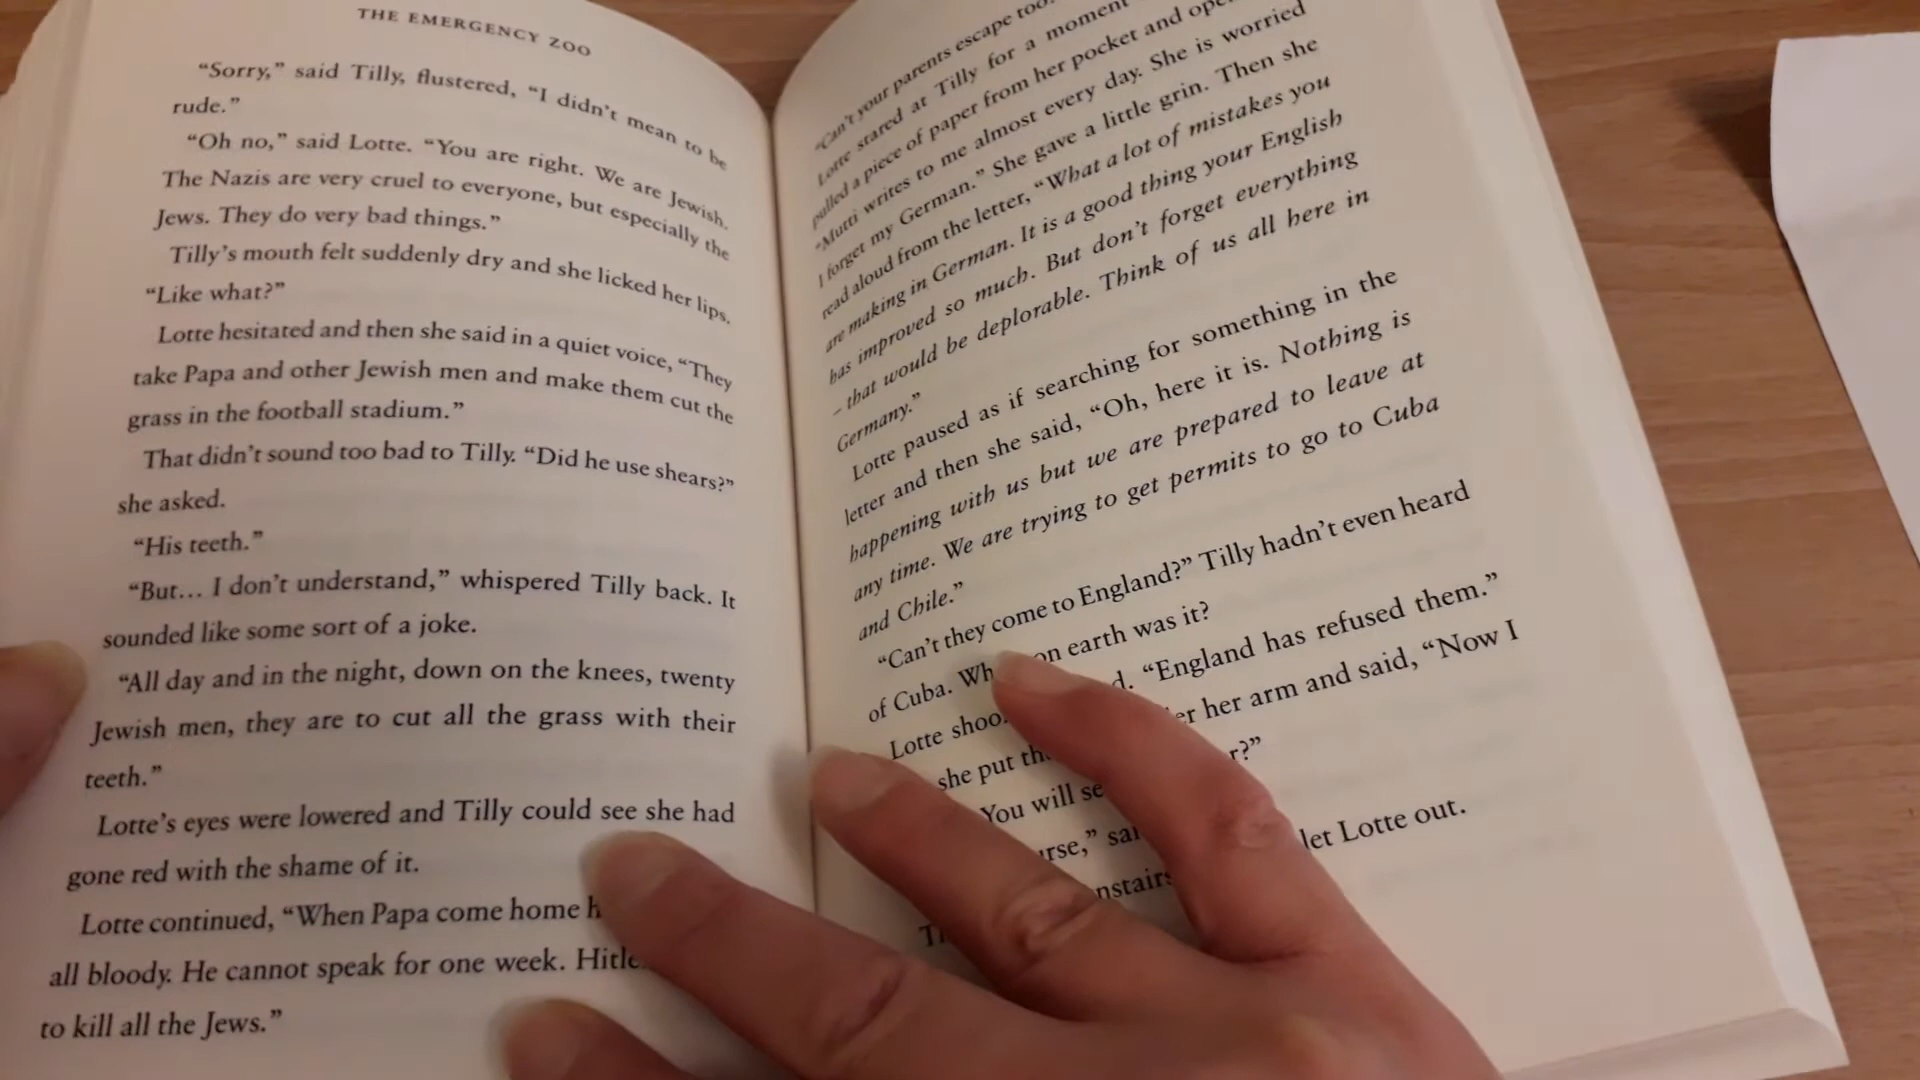 THE EMERGENCY ZOO
“Sorry,” said Tilly, flustered, “I didn’t mean to be
rude.”
“Oh no,” said Lotte. “You are right. We are Jewish.
The Nazis are very cruel to everyone, but especially the
Jews. They do very bad things.”
Tilly’s mouth felt suddenly dry and she licked her lips.
“Like what?”
Lotte hesitated and then she said in a quiet voice, “They
take Papa and other Jewish men and make them cut the
grass in the football stadium.”
That didn’t sound too bad to Tilly. “Did he use shears?”
she asked.
“His teeth.”
“But… I don’t understand,” whispered Tilly back. It
sounded like some sort of a joke.
“All day and in the night, down on the knees, twenty
Jewish men, they are to cut all the grass with their
teeth.”
Lotte’s eyes were lowered and Tilly could see she had
gone red with the shame of it.
Lotte continued, “When Papa come home
all bloody. He cannot speak for one week.
to kill all the Jews.”
“Can’t your parents escape too
Lotte stared at Tilly for a moment
pulled a piece of paper from her pocket and
“Mutti writes to me almost every day. She is worried
I forget my German.” She gave a little grin. Then she
read aloud from the letter, “What a lot of mistakes you
are making in German. It is a good thing your English
has improved so much. But don’t forget everything
– that would be deplorable. Think of us all here in
Germany.”
Lotte paused as if searching for something in the
letter and then she said, “Oh, here it is. Nothing is
happening with us but we are prepared to leave at
any time. We are trying to get permits to go to Cuba
and Chile.”
“Can’t they come to England?” Tilly hadn’t even heard
of Cuba. on earth was it?
Lotte “England has refused them.”
she put her arm and said, “Now I
You will
let Lotte out.